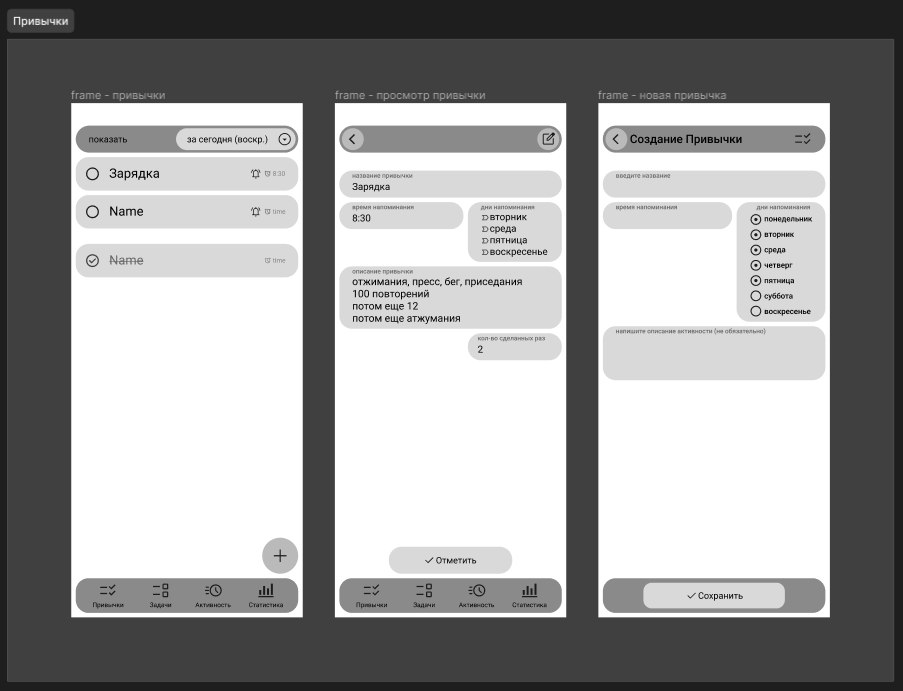 Привычки
frame - привычки
показать
за сегодня (воскр.)
Зарядка
8:30
Name
time
Name
time
Привычки
Задачи
Активность
Статистика
frame - просмотр привычки
название привычки
Зарядка
время напоминания
8:30
дни напоминания
вторник
среда
пятница
воскресенье
описание привычки
отжимания, пресс, бег, приседания
100 повторений
потом еще 12
потом еще атжумания
кол-во сделанных раз
2
Отметить
Привычки
Задачи
Активность
Статистика
frame - новая привычка
Создание Привычки
введите название
время напоминания
дни напоминания
понедельник
вторник
среда
четверг
пятница
суббота
воскресенье
напишите описание активности (не обязательно)
Сохранить